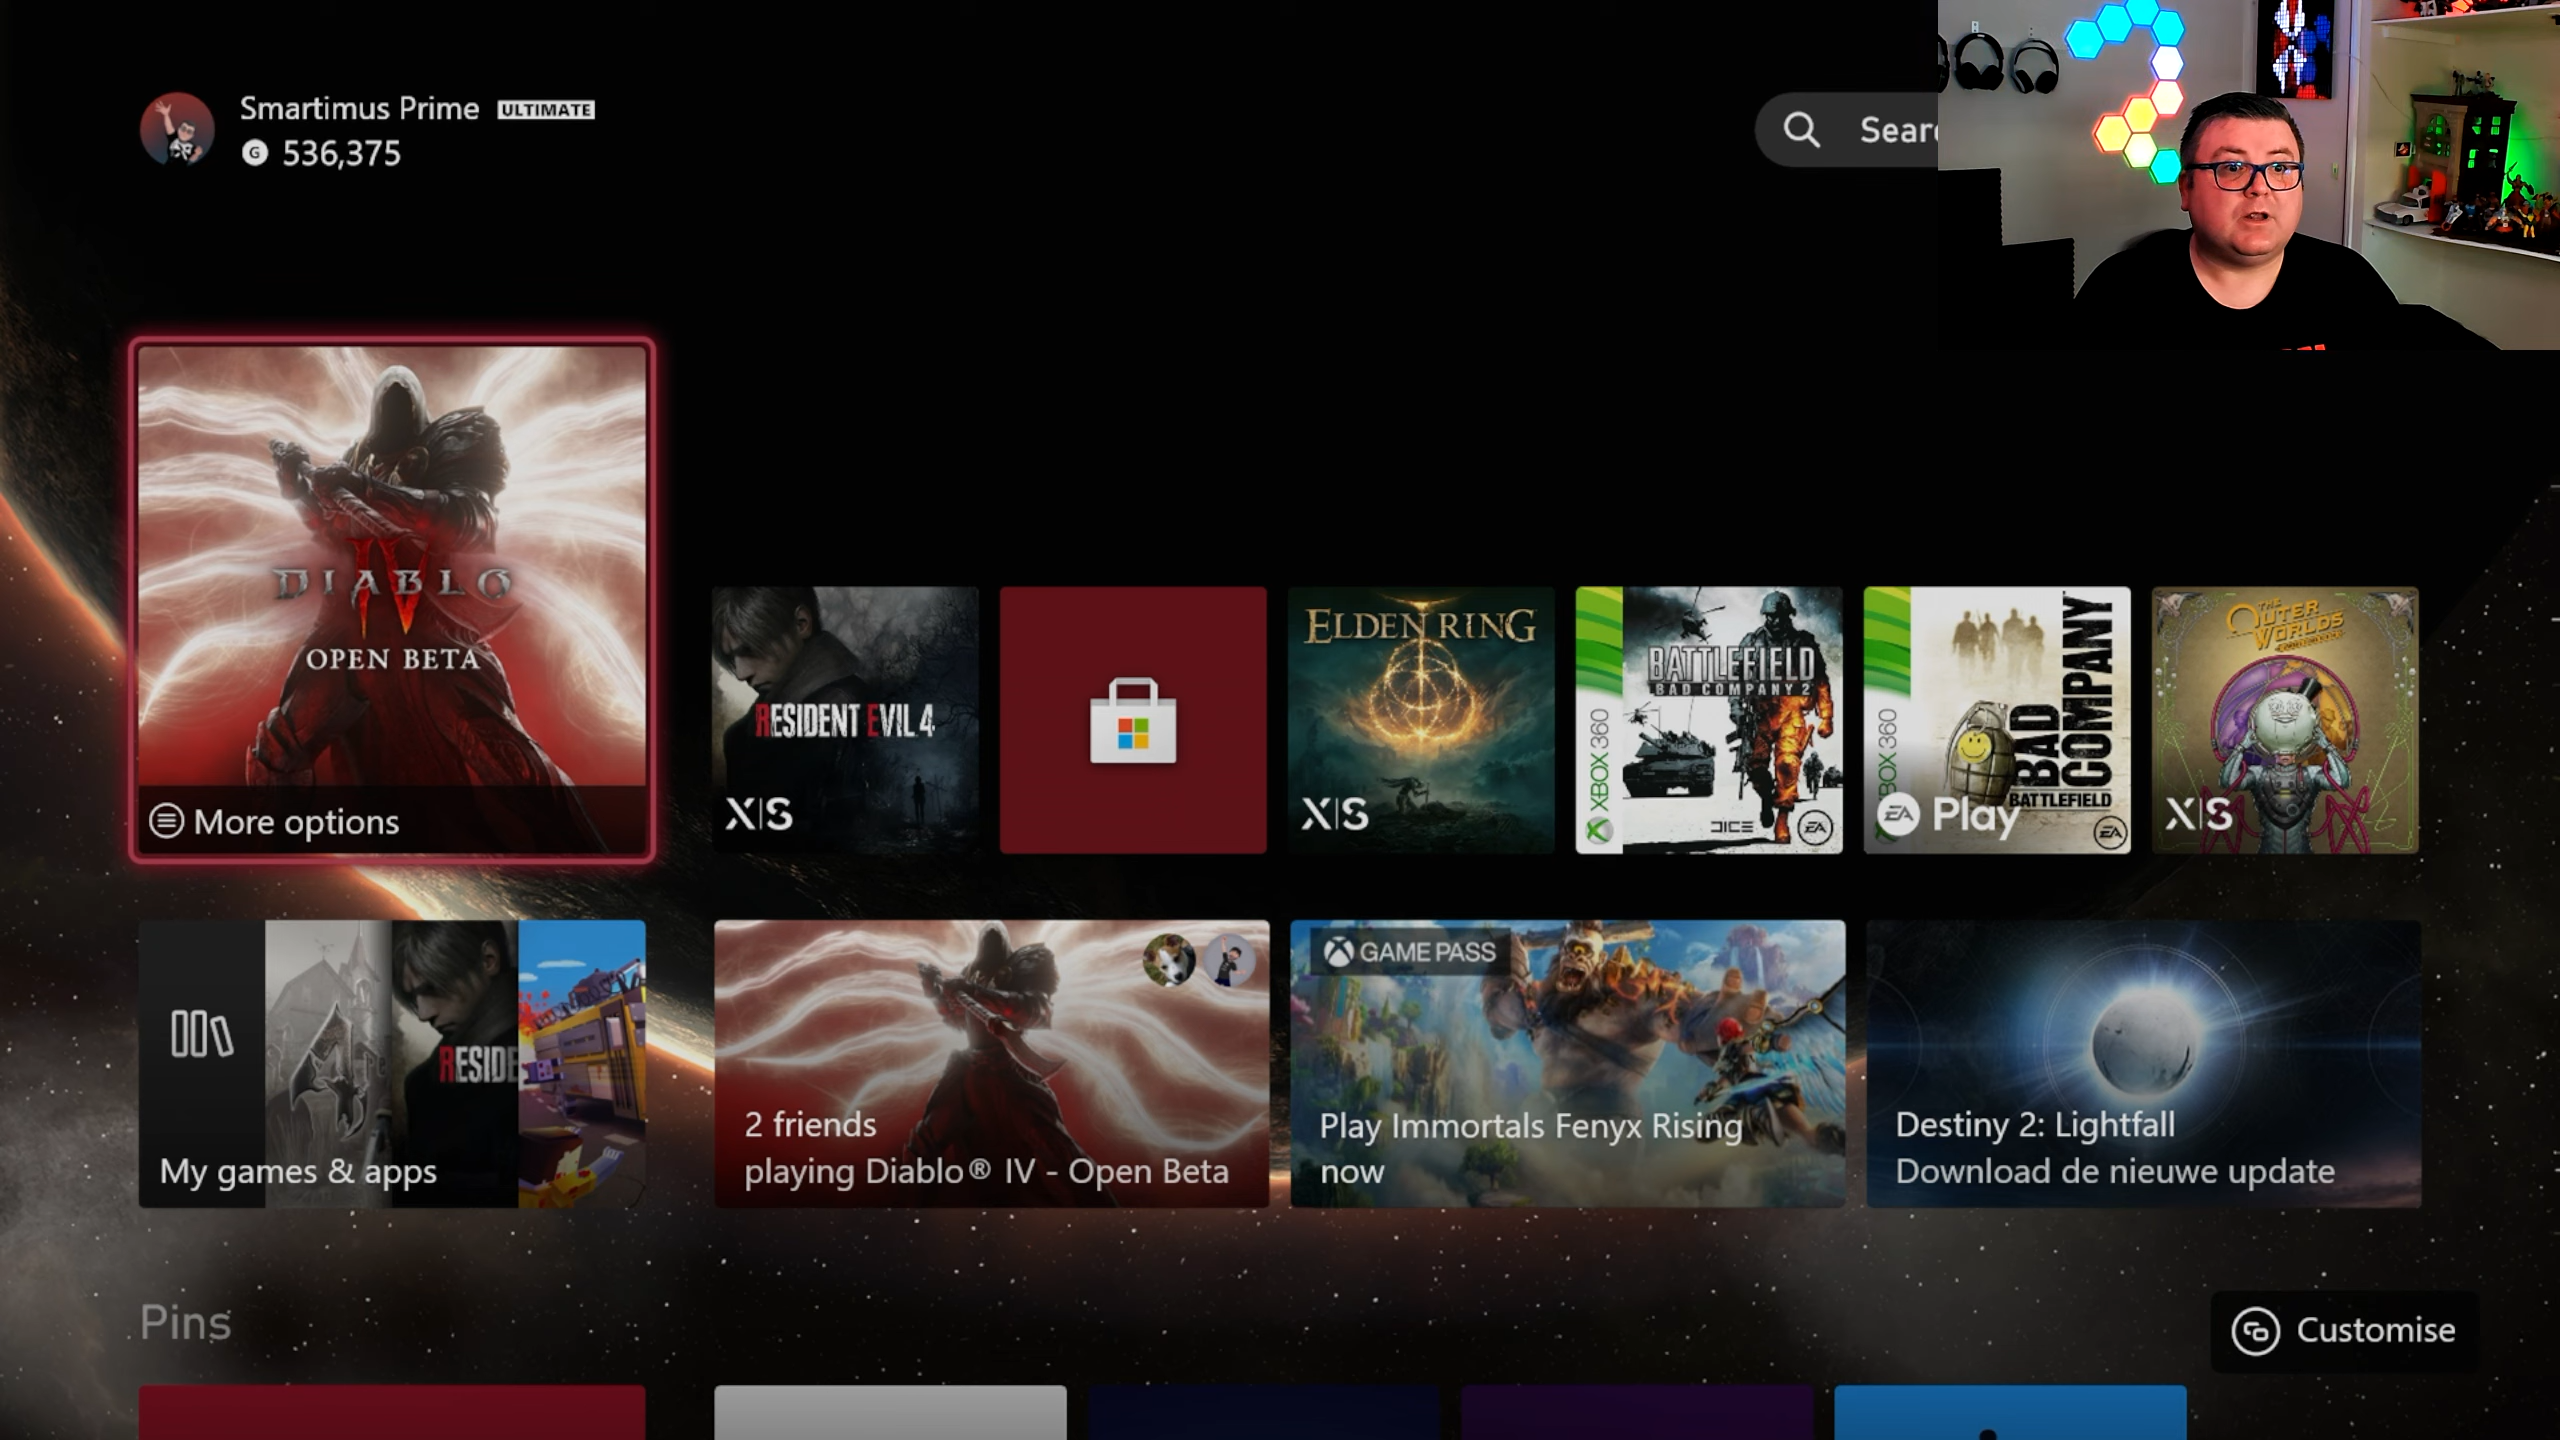 Smartimus Prime ULTIMATE
G 536,375
Sear
DIABLO
IV
OPEN BETA
More options
RESIDENT EVIL 4
X|S
ELDEN RING
X|S
XBOX 360
BATTLEFIELD
BAD COMPANY 2
DICE
EA
XBOX 360
BAD
COMPANY
BATTLEFIELD
EA Play
EA
THE
OUTER
WORLDS
X|S
RESIDE
My games & apps
2 friends
playing Diablo® IV - Open Beta
GAME PASS
Play Immortals Fenyx Rising
now
Destiny 2: Lightfall
Download de nieuwe update
Pins
Customise